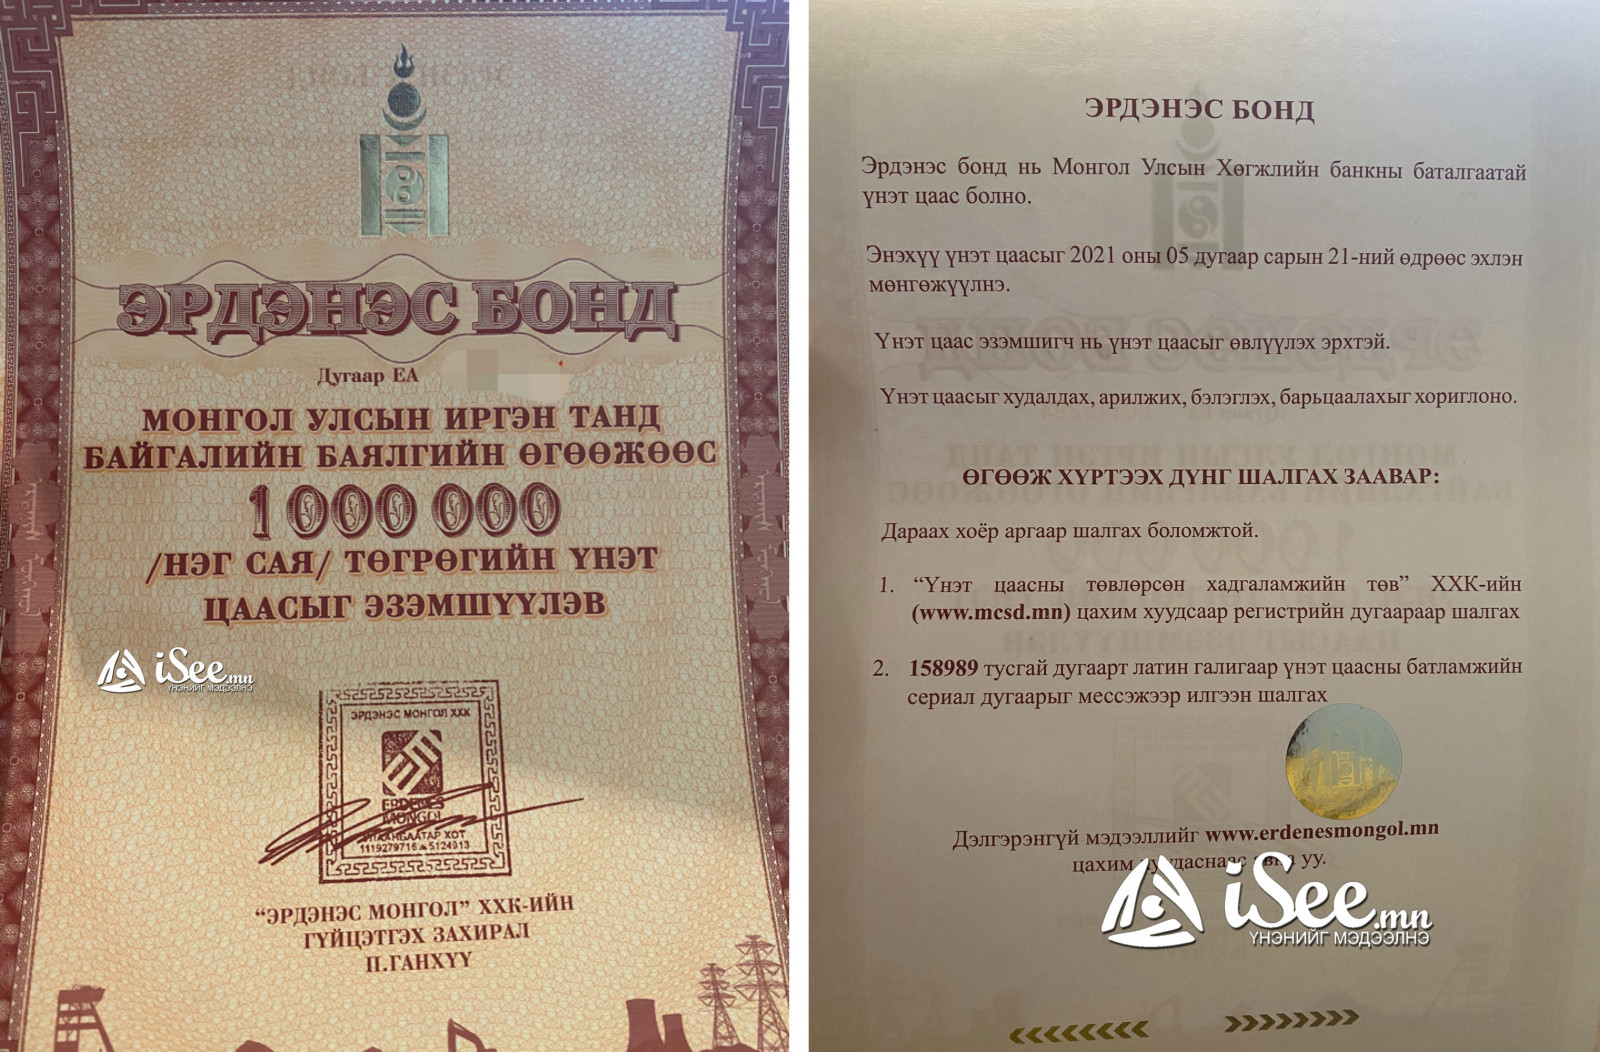 ЭРДЭНЭС БОНД
Дугаар ЕА
МОНГОЛ УЛСЫН ИРГЭН ТАНД
БАЙГАЛИЙН БАЯЛГИЙН ӨГӨӨЖӨӨС
1 000 000
/НЭГ САЯ/ ТӨГРӨГИЙН ҮНЭТ
ЦААСЫГ ЭЗЭМШҮҮЛЭВ
iSee.mn
ҮНЭНИЙГ МЭДЭЭЛНЭ
ЭРДЭНЭС МОНГОЛ ХХК
ERDENES
MONGOL
УЛААНБААТАР ХОТ
1119279716 ▲ 5124913
“ЭРДЭНЭС МОНГОЛ” ХХК-ИЙН
ГҮЙЦЭТГЭХ ЗАХИРАЛ
П.ГАНХҮҮ
ЭРДЭНЭС БОНД
Эрдэнэс бонд нь Монгол Улсын Хөгжлийн банкны баталгаатай
үнэт цаас болно.
Энэхүү үнэт цаасыг 2021 оны 05 дугаар сарын 21-ний өдрөөс эхлэн
мөнгөжүүлнэ.
Үнэт цаас эзэмшигч нь үнэт цаасыг өвлүүлэх эрхтэй.
Үнэт цаасыг худалдах, арилжих, бэлэглэх, барьцаалахыг хориглоно.
ӨГӨӨЖ ХҮРТЭЭХ ДҮНГ ШАЛГАХ ЗААВАР:
Дараах хоёр аргаар шалгах боломжтой.
1. “Үнэт цаасны төвлөрсөн хадгаламжийн төв” ХХК-ийн
(www.mcsd.mn) цахим хуудсаар регистрийн дугаараар шалгах
2. 158989 тусгай дугаарт латин галигаар үнэт цаасны батламжийн
сериал дугаарыг мессэжээр илгээн шалгах
Дэлгэрэнгүй мэдээллийг www.erdenesmongol.mn
цахим уу.
iSee.mn
ҮНЭНИЙГ МЭДЭЭЛНЭ